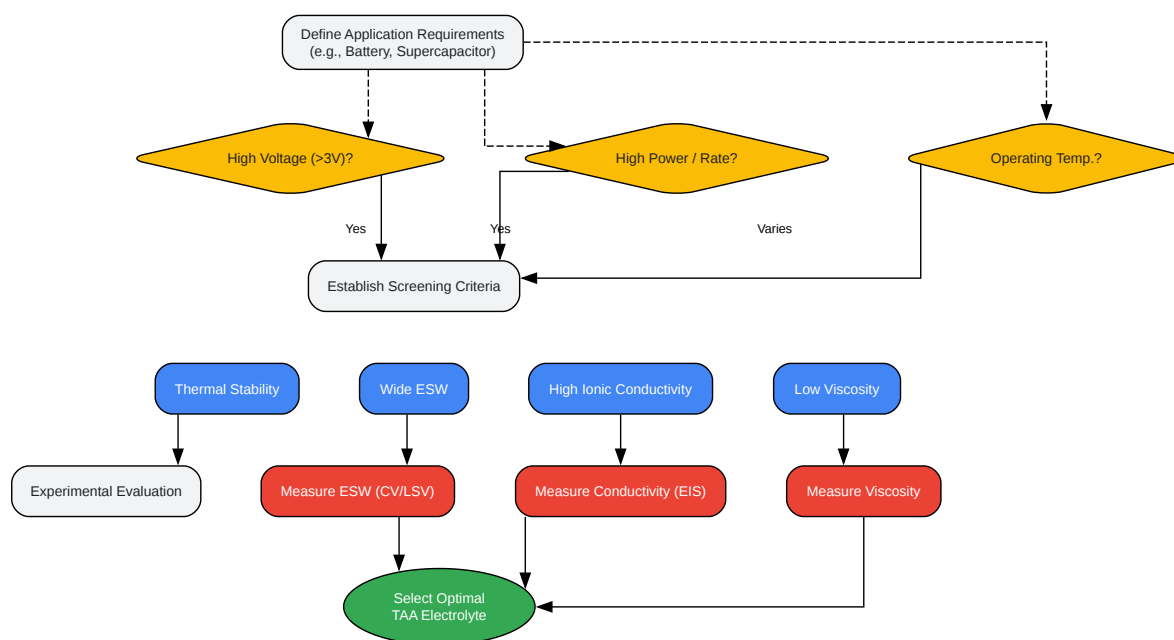 Define Application Requirements
(e.g., Battery, Supercapacitor)
High Voltage (>3V)?
High Power / Rate?
Operating Temp.?
Yes
Yes
Varies
Establish Screening Criteria
Thermal Stability
Wide ESW
High Ionic Conductivity
Low Viscosity
Experimental Evaluation
Measure ESW (CV/LSV)
Measure Conductivity (EIS)
Measure Viscosity
Select Optimal
TAA Electrolyte